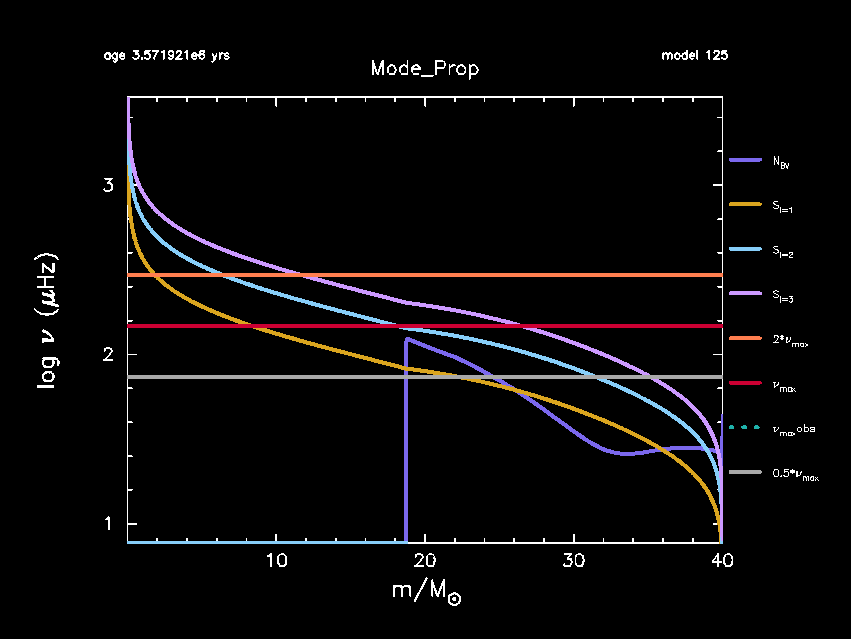 age 3.571921e6 yrs
model 125
Mode_Prop
log ν (μHz)
3
2
1
10
20
30
40
m/M⊙
N_BV
S_l=1
S_l=2
S_l=3
2*ν_max
ν_max
ν_max obs
0.5*ν_max